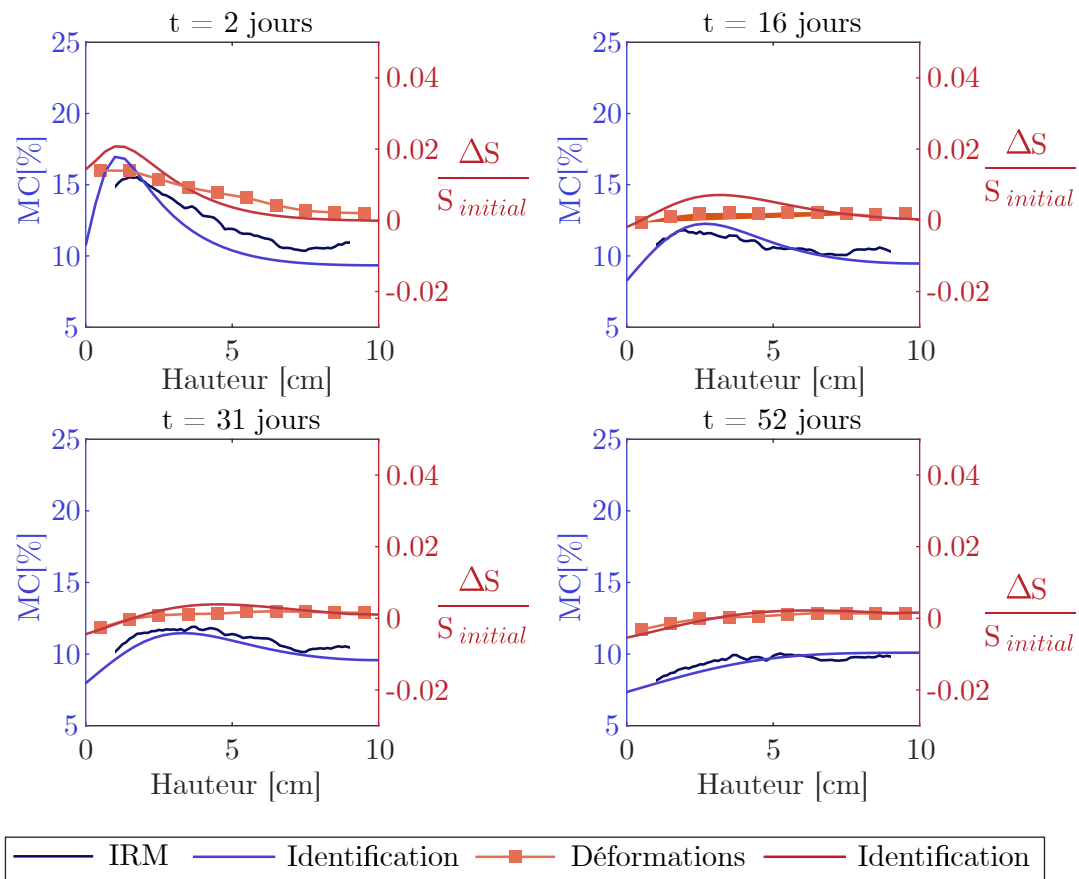 t = 2 jours
t = 16 jours
25
20
15
10
5
MC[%]
0.04
0.02
0
-0.02
ΔS
S initial
0 5 10
Hauteur [cm]
25
20
15
10
5
MC[%]
0.04
0.02
0
-0.02
ΔS
S initial
0 5 10
Hauteur [cm]
t = 31 jours
t = 52 jours
25
20
15
10
5
MC[%]
0.04
0.02
0
-0.02
ΔS
S initial
0 5 10
Hauteur [cm]
25
20
15
10
5
MC[%]
0.04
0.02
0
-0.02
ΔS
S initial
0 5 10
Hauteur [cm]
IRM Identification Déformations Identification